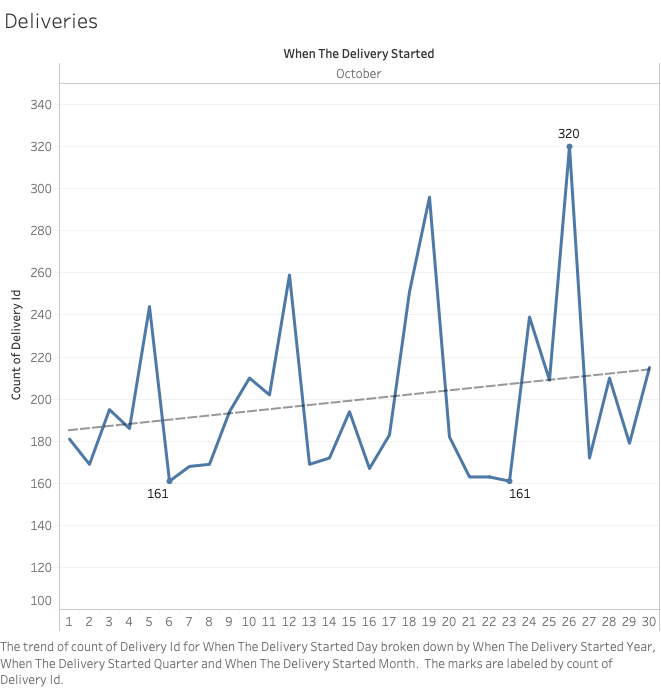 Deliveries
When The Delivery Started
October
340
320
320
300
280
260
240
220
200
180
160
161
161
140
120
100
Count of Delivery Id
1 2 3 4 5 6 7 8 9 10 11 12 13 14 15 16 17 18 19 20 21 22 23 24 25 26 27 28 29 30
The trend of count of Delivery Id for When The Delivery Started Day broken down by When The Delivery Started Year,
When The Delivery Started Quarter and When The Delivery Started Month.  The marks are labeled by count of
Delivery Id.